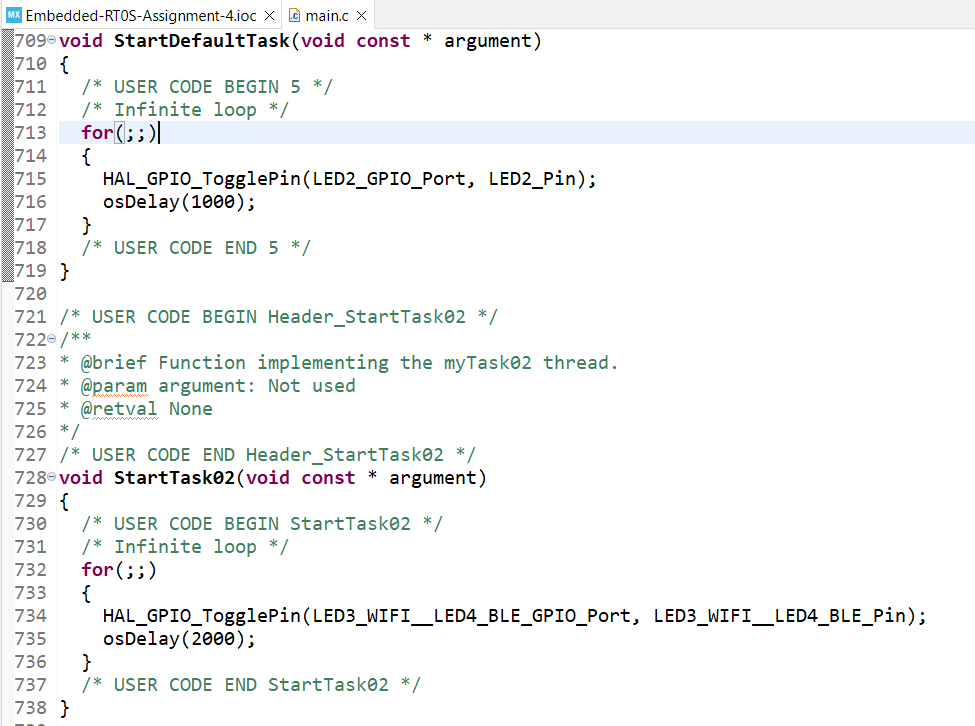 MX Embedded-RT0S-Assignment-4.ioc main.c
709 void StartDefaultTask(void const * argument)
710 {
711   /* USER CODE BEGIN 5 */
712   /* Infinite loop */
713   for(;;)
714   {
715     HAL_GPIO_TogglePin(LED2_GPIO_Port, LED2_Pin);
716     osDelay(1000);
717   }
718   /* USER CODE END 5 */
719 }
720
721 /* USER CODE BEGIN Header_StartTask02 */
722 /**
723 * @brief Function implementing the myTask02 thread.
724 * @param argument: Not used
725 * @retval None
726 */
727 /* USER CODE END Header_StartTask02 */
728 void StartTask02(void const * argument)
729 {
730   /* USER CODE BEGIN StartTask02 */
731   /* Infinite loop */
732   for(;;)
733   {
734     HAL_GPIO_TogglePin(LED3_WIFI__LED4_BLE_GPIO_Port, LED3_WIFI__LED4_BLE_Pin);
735     osDelay(2000);
736   }
737   /* USER CODE END StartTask02 */
738 }